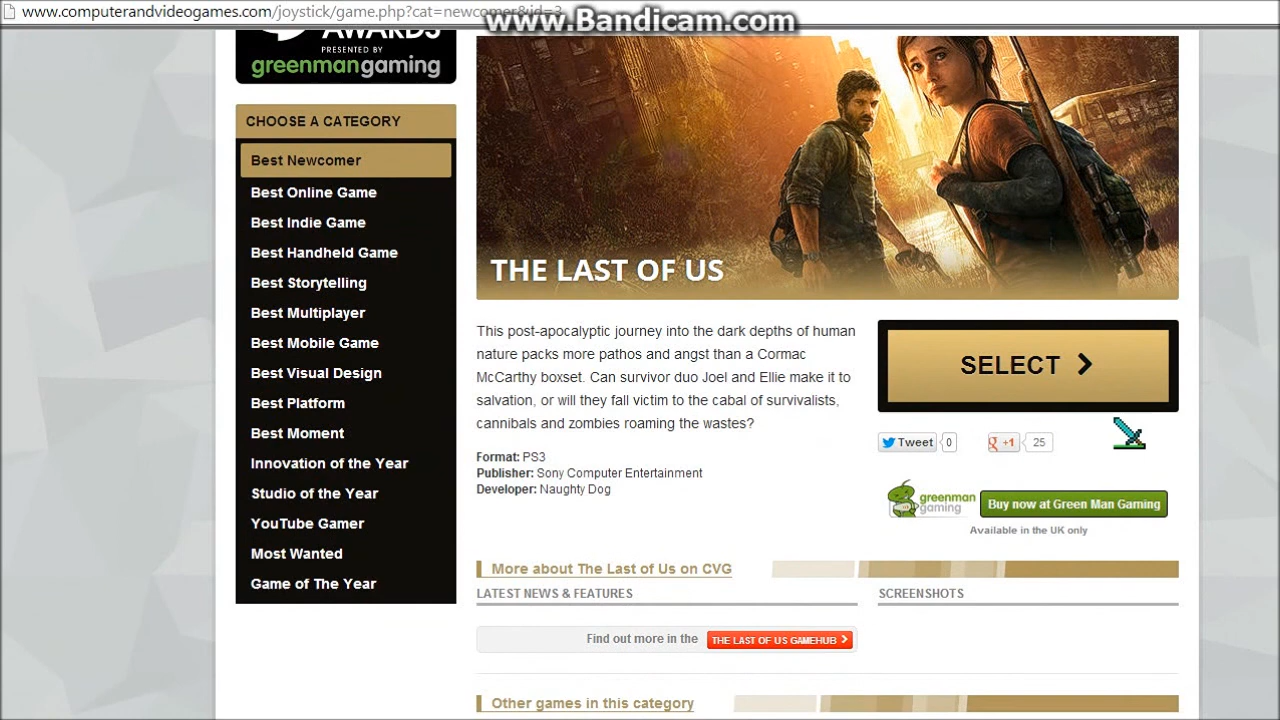 www.computerandvideogames.com/joystick/game.php?cat=newcomer&id=3
www.Bandicam.com
AWARDS
PRESENTED BY
greenmangaming
CHOOSE A CATEGORY
Best Newcomer
Best Online Game
Best Indie Game
Best Handheld Game
Best Storytelling
Best Multiplayer
Best Mobile Game
Best Visual Design
Best Platform
Best Moment
Innovation of the Year
Studio of the Year
YouTube Gamer
Most Wanted
Game of The Year
THE LAST OF US
This post-apocalyptic journey into the dark depths of human
nature packs more pathos and angst than a Cormac
McCarthy boxset. Can survivor duo Joel and Ellie make it to
salvation, or will they fall victim to the cabal of survivalists,
cannibals and zombies roaming the wastes?
Format: PS3
Publisher: Sony Computer Entertainment
Developer: Naughty Dog
SELECT
Tweet 0
g +1 25
greenman
gaming
Buy now at Green Man Gaming
Available in the UK only
More about The Last of Us on CVG
LATEST NEWS & FEATURES
SCREENSHOTS
Find out more in the THE LAST OF US GAMEHUB
Other games in this category